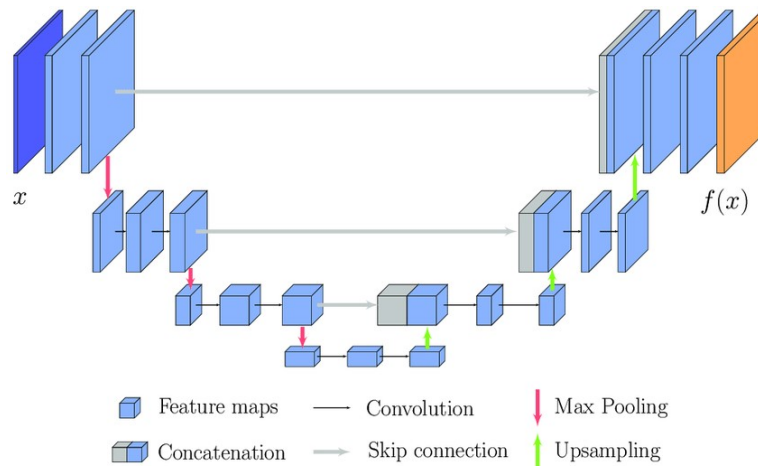 x
f(x)
Feature maps
Convolution
Max Pooling
Concatenation
Skip connection
Upsampling